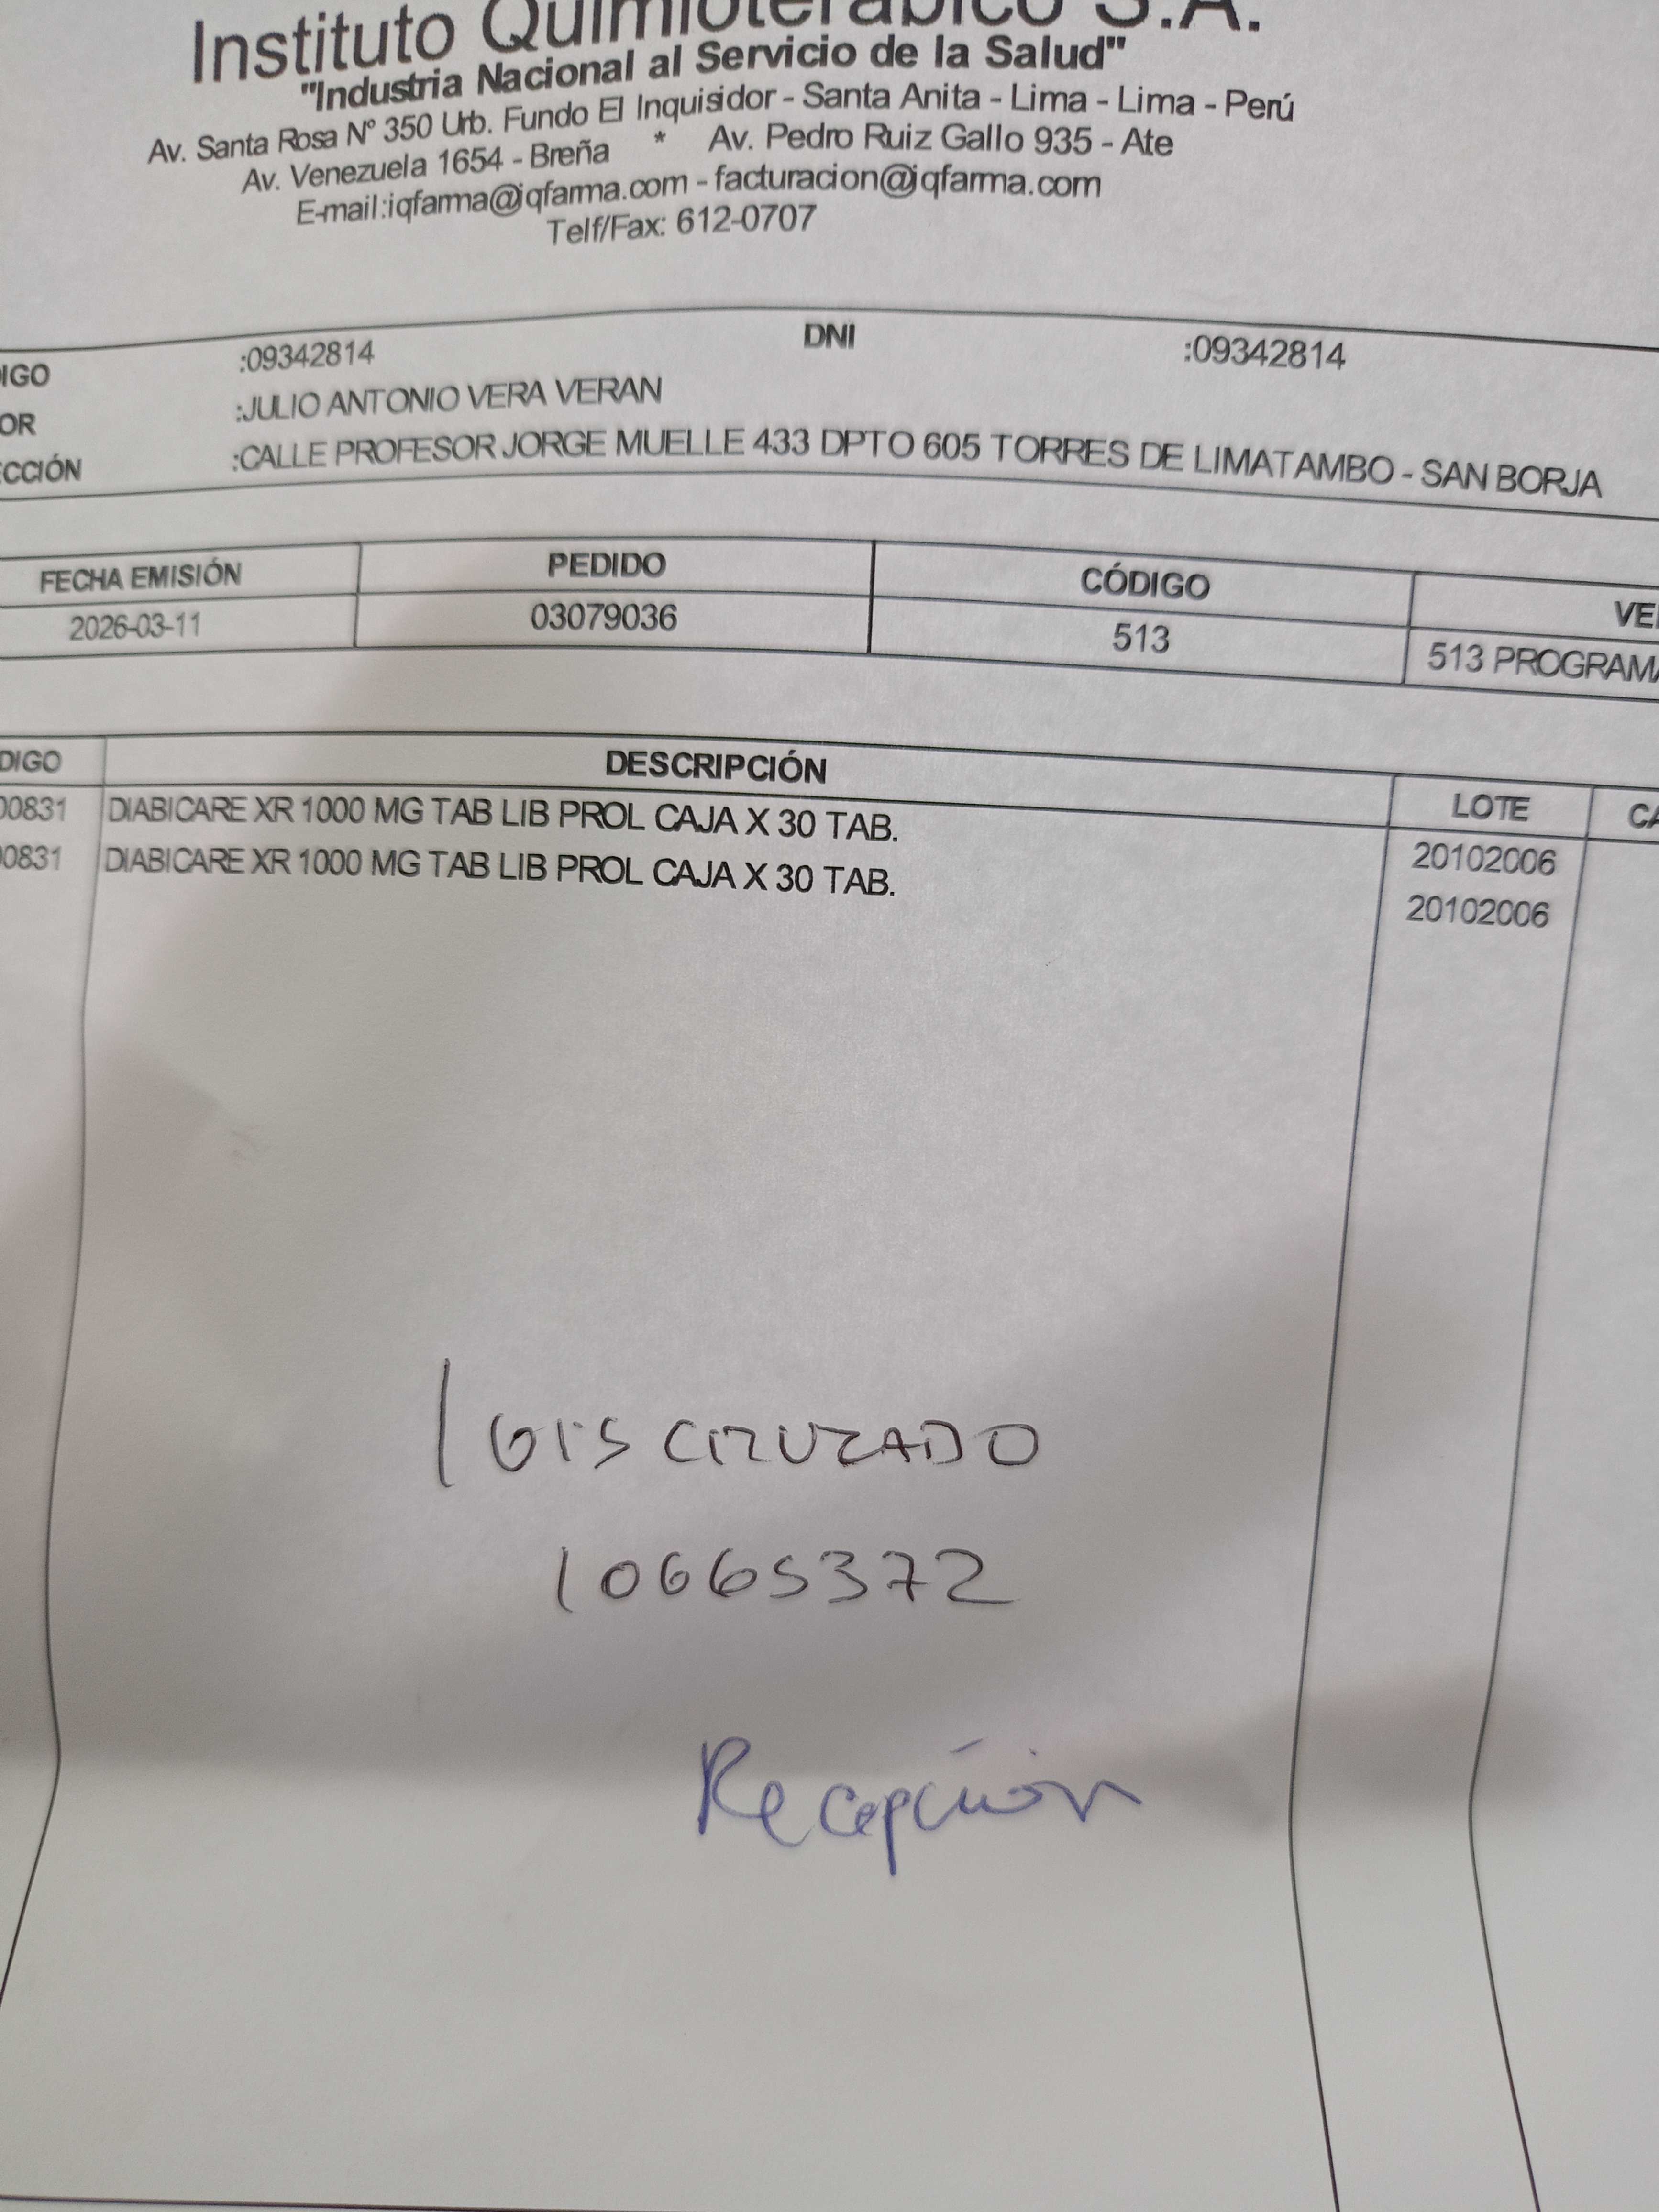 Instituto Quimioterápico S.A.
"Industria Nacional al Servicio de la Salud"
Av. Santa Rosa Nº 350 Urb. Fundo El Inquisidor - Santa Anita - Lima - Lima - Perú
Av. Venezuela 1654 - Breña * Av. Pedro Ruiz Gallo 935 - Ate
E-mail:iqfarma@iqfarma.com - facturacion@iqfarma.com
Telf/Fax: 612-0707
IGO :09342814 DNI :09342814
OR :JULIO ANTONIO VERA VERAN
ECCIÓN :CALLE PROFESOR JORGE MUELLE 433 DPTO 605 TORRES DE LIMATAMBO - SAN BORJA
FECHA EMISIÓN PEDIDO CÓDIGO VE
2026-03-11 03079036 513 513 PROGRAMA
DIGO DESCRIPCIÓN LOTE CA
00831 DIABICARE XR 1000 MG TAB LIB PROL CAJA X 30 TAB. 20102006
00831 DIABICARE XR 1000 MG TAB LIB PROL CAJA X 30 TAB. 20102006
CRUZADO
10665372
Recepción